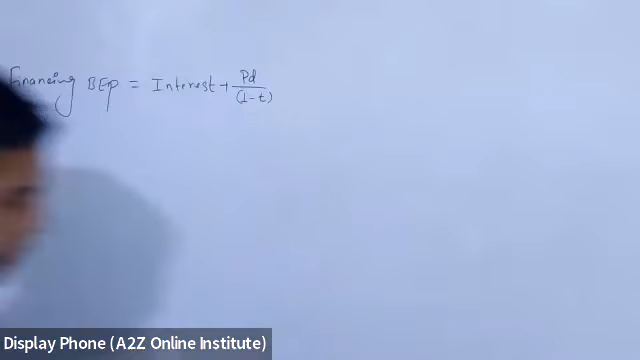 Financing BEP = Interest + Pd/(1-t)
Display Phone (A2Z Online Institute)